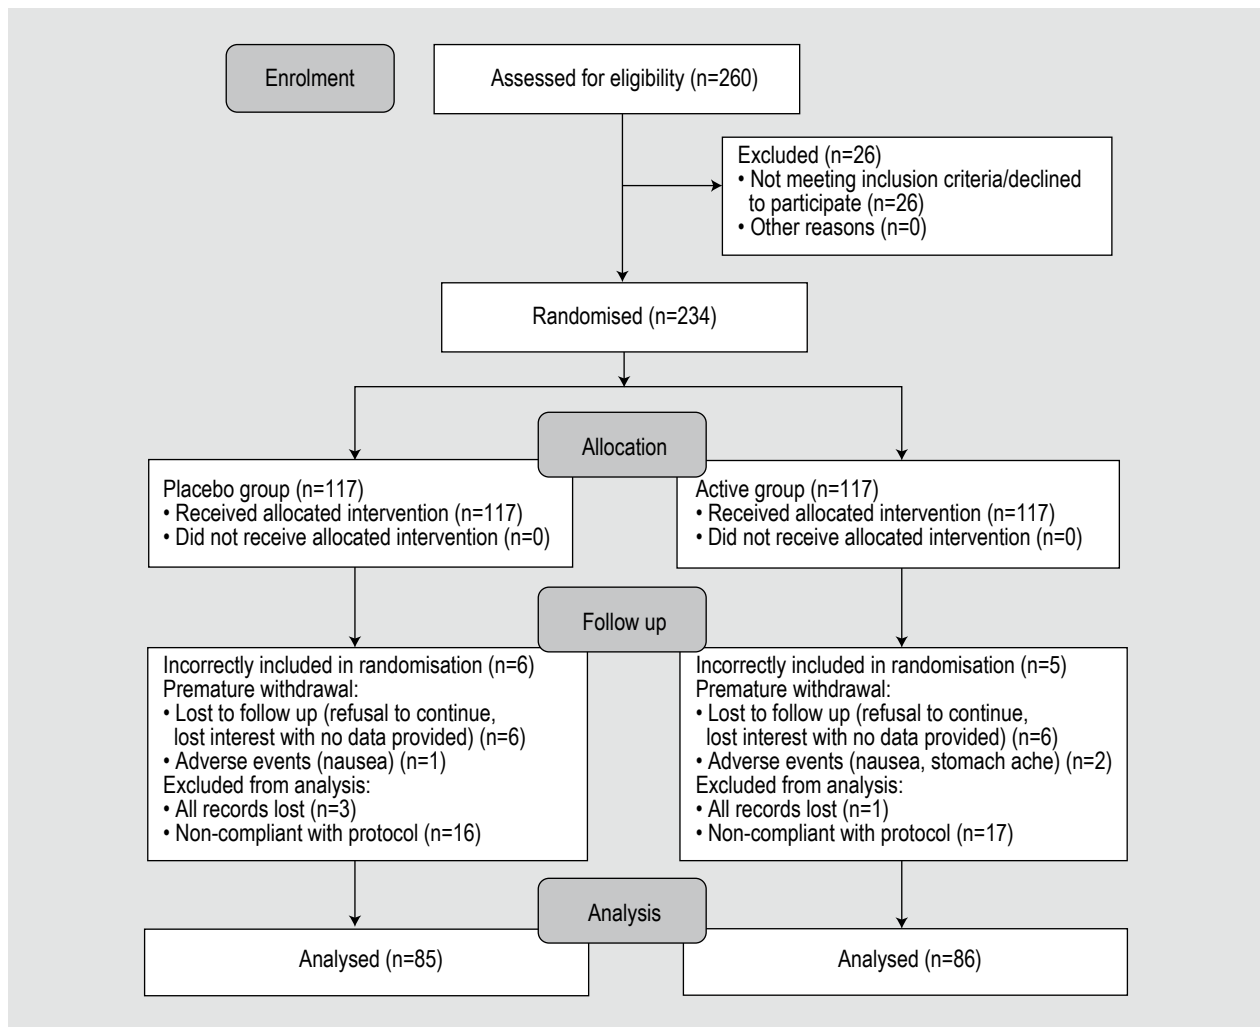 Enrolment
Assessed for eligibility (n=260)
Excluded (n=26)
• Not meeting inclusion criteria/declined
to participate (n=26)
• Other reasons (n=0)
Randomised (n=234)
Allocation
Placebo group (n=117)
• Received allocated intervention (n=117)
• Did not receive allocated intervention (n=0)
Active group (n=117)
• Received allocated intervention (n=117)
• Did not receive allocated intervention (n=0)
Follow up
Incorrectly included in randomisation (n=6)
Premature withdrawal:
• Lost to follow up (refusal to continue,
lost interest with no data provided) (n=6)
• Adverse events (nausea) (n=1)
Excluded from analysis:
• All records lost (n=3)
• Non-compliant with protocol (n=16)
Incorrectly included in randomisation (n=5)
Premature withdrawal:
• Lost to follow up (refusal to continue,
lost interest with no data provided) (n=6)
• Adverse events (nausea, stomach ache) (n=2)
Excluded from analysis:
• All records lost (n=1)
• Non-compliant with protocol (n=17)
Analysis
Analysed (n=85)
Analysed (n=86)